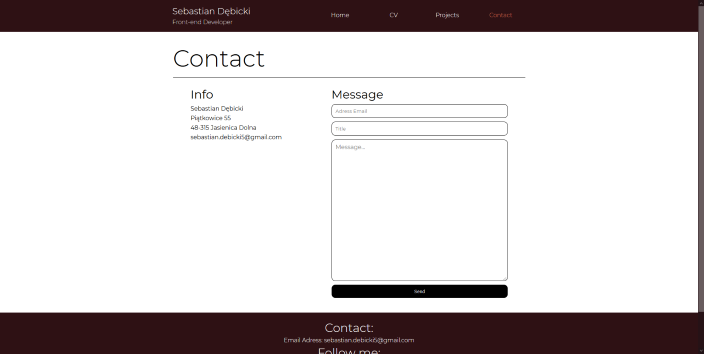 Sebastian Dębicki
Front-end Developer
Home
CV
Projects
Contact
Contact
Info
Sebastian Dębicki
Piątkowice 55
48-315 Jasienica Dolna
sebastian.debicki5@gmail.com
Message
Adress Email
Title
Message...
Send
Contact:
Email Adress: sebastian.debicki5@gmail.com
Follow me: